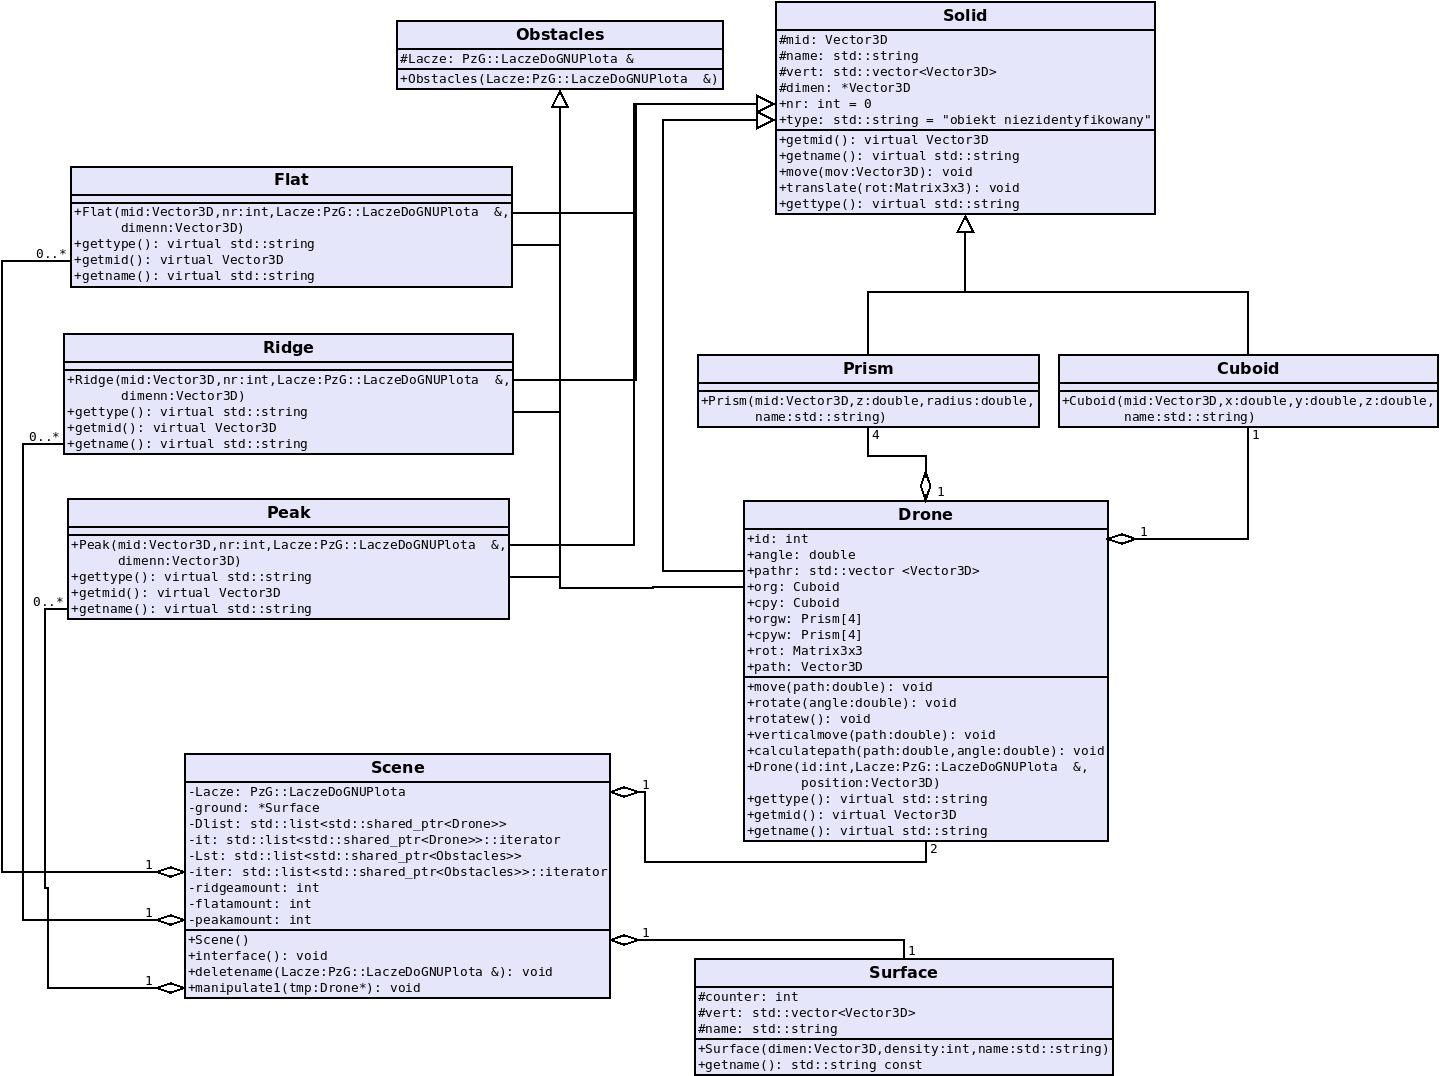 Obstacles
#Lacze: PzG::LaczeDoGNUPlota &
+Obstacles(Lacze:PzG::LaczeDoGNUPlota  &)
Solid
#mid: Vector3D
#name: std::string
#vert: std::vector<Vector3D>
#dimen: *Vector3D
+nr: int = 0
+type: std::string = "obiekt niezidentyfikowany"
+getmid(): virtual Vector3D
+getname(): virtual std::string
+move(mov:Vector3D): void
+translate(rot:Matrix3x3): void
+gettype(): virtual std::string
Flat
+Flat(mid:Vector3D,nr:int,Lacze:PzG::LaczeDoGNUPlota  &,
dimenn:Vector3D)
+gettype(): virtual std::string
+getmid(): virtual Vector3D
+getname(): virtual std::string
0..*
Ridge
+Ridge(mid:Vector3D,nr:int,Lacze:PzG::LaczeDoGNUPlota  &,
dimenn:Vector3D)
+gettype(): virtual std::string
+getmid(): virtual Vector3D
+getname(): virtual std::string
0..*
Prism
+Prism(mid:Vector3D,z:double,radius:double,
name:std::string)
4
1
Cuboid
+Cuboid(mid:Vector3D,x:double,y:double,z:double,
name:std::string)
1
1
Peak
+Peak(mid:Vector3D,nr:int,Lacze:PzG::LaczeDoGNUPlota  &,
dimenn:Vector3D)
+gettype(): virtual std::string
+getmid(): virtual Vector3D
+getname(): virtual std::string
0..*
Drone
+id: int
+angle: double
+pathr: std::vector <Vector3D>
+org: Cuboid
+cpy: Cuboid
+orgw: Prism[4]
+cpyw: Prism[4]
+rot: Matrix3x3
+path: Vector3D
+move(path:double): void
+rotate(angle:double): void
+rotatew(): void
+verticalmove(path:double): void
+calculatepath(path:double,angle:double): void
+Drone(id:int,Lacze:PzG::LaczeDoGNUPlota  &,
position:Vector3D)
+gettype(): virtual std::string
+getmid(): virtual Vector3D
+getname(): virtual std::string
2
Scene
-Lacze: PzG::LaczeDoGNUPlota
-ground: *Surface
-Dlist: std::list<std::shared_ptr<Drone>>
-it: std::list<std::shared_ptr<Drone>>::iterator
-Lst: std::list<std::shared_ptr<Obstacles>>
-iter: std::list<std::shared_ptr<Obstacles>>::iterator
-ridgeamount: int
-flatamount: int
-peakamount: int
+Scene()
+interface(): void
+deletename(Lacze:PzG::LaczeDoGNUPlota &): void
+manipulate1(tmp:Drone*): void
1
1
1
1
1
1
Surface
#counter: int
#vert: std::vector<Vector3D>
#name: std::string
+Surface(dimen:Vector3D,density:int,name:std::string)
+getname(): std::string const